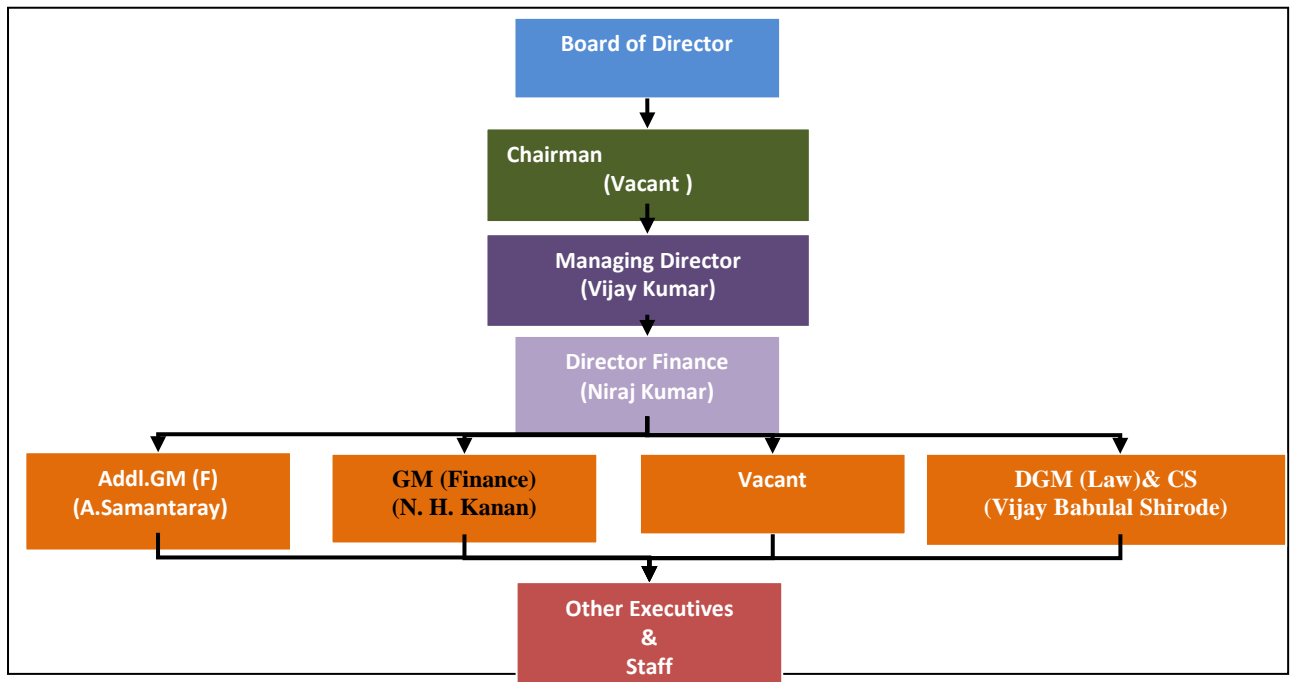 Board of Director
Chairman
(Vacant )
Managing Director
(Vijay Kumar)
Director Finance
(Niraj Kumar)
Addl.GM (F)
(A.Samantaray)
GM (Finance)
(N. H. Kanan)
Vacant
DGM (Law)& CS
(Vijay Babulal Shirode)
Other Executives
&
Staff